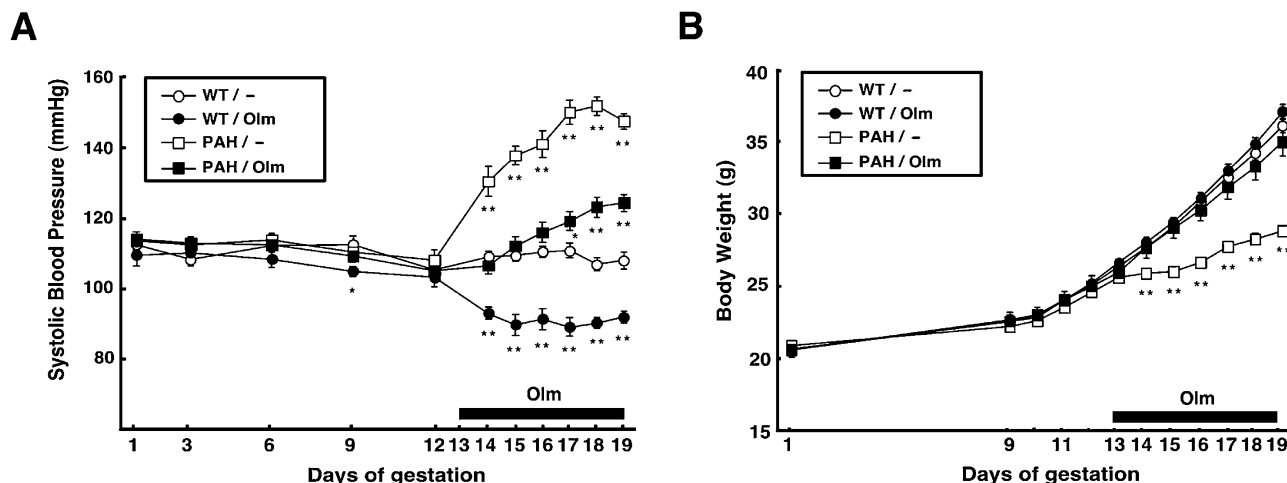 A
Systolic Blood Pressure (mmHg)
160
140
120
100
80
WT / –
WT / Olm
PAH / –
PAH / Olm
**
**
**
**
**
**
*
**
**
*
**
**
**
**
**
**
Olm
1 3 6 9 12 13 14 15 16 17 18 19
Days of gestation
B
Body Weight (g)
40
35
30
25
20
15
WT / –
WT / Olm
PAH / –
PAH / Olm
**
**
**
**
**
**
Olm
1 9 11 13 14 15 16 17 18 19
Days of gestation